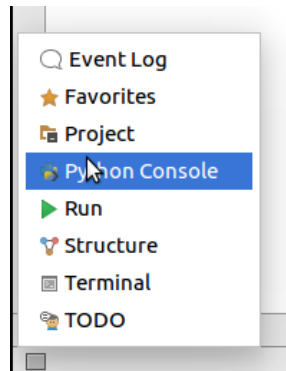 Event Log
Favorites
Project
Python Console
Run
Structure
Terminal
TODO